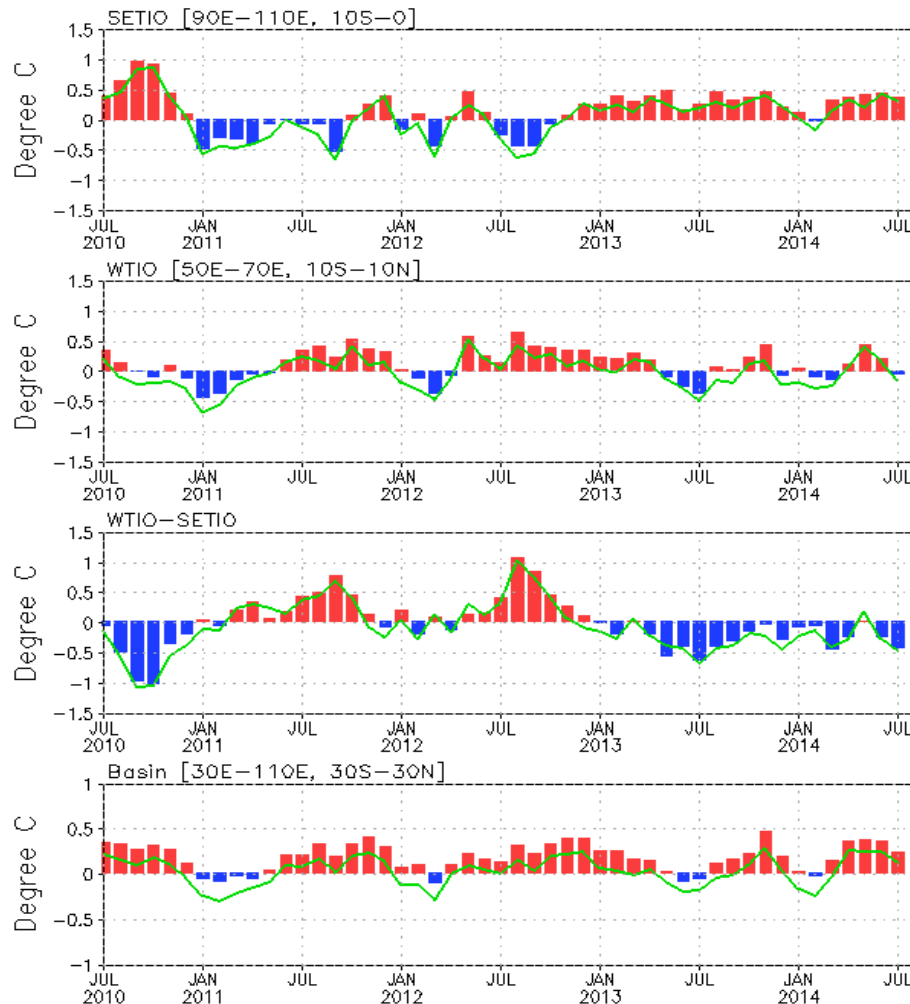 SETIO [90E-110E, 10S-0]
Degree C
1.5
1
0.5
0
-0.5
-1
-1.5
JUL JAN JUL JAN JUL JAN JUL JAN JUL
2010 2011 2012 2013 2014
WTIO [50E-70E, 10S-10N]
Degree C
1.5
1
0.5
0
-0.5
-1
-1.5
JUL JAN JUL JAN JUL JAN JUL JAN JUL
2010 2011 2012 2013 2014
WTIO-SETIO
Degree C
1.5
1
0.5
0
-0.5
-1
-1.5
JUL JAN JUL JAN JUL JAN JUL JAN JUL
2010 2011 2012 2013 2014
Basin [30E-110E, 30S-30N]
Degree C
1
0.5
0
-0.5
-1
JUL JAN JUL JAN JUL JAN JUL JAN JUL
2010 2011 2012 2013 2014